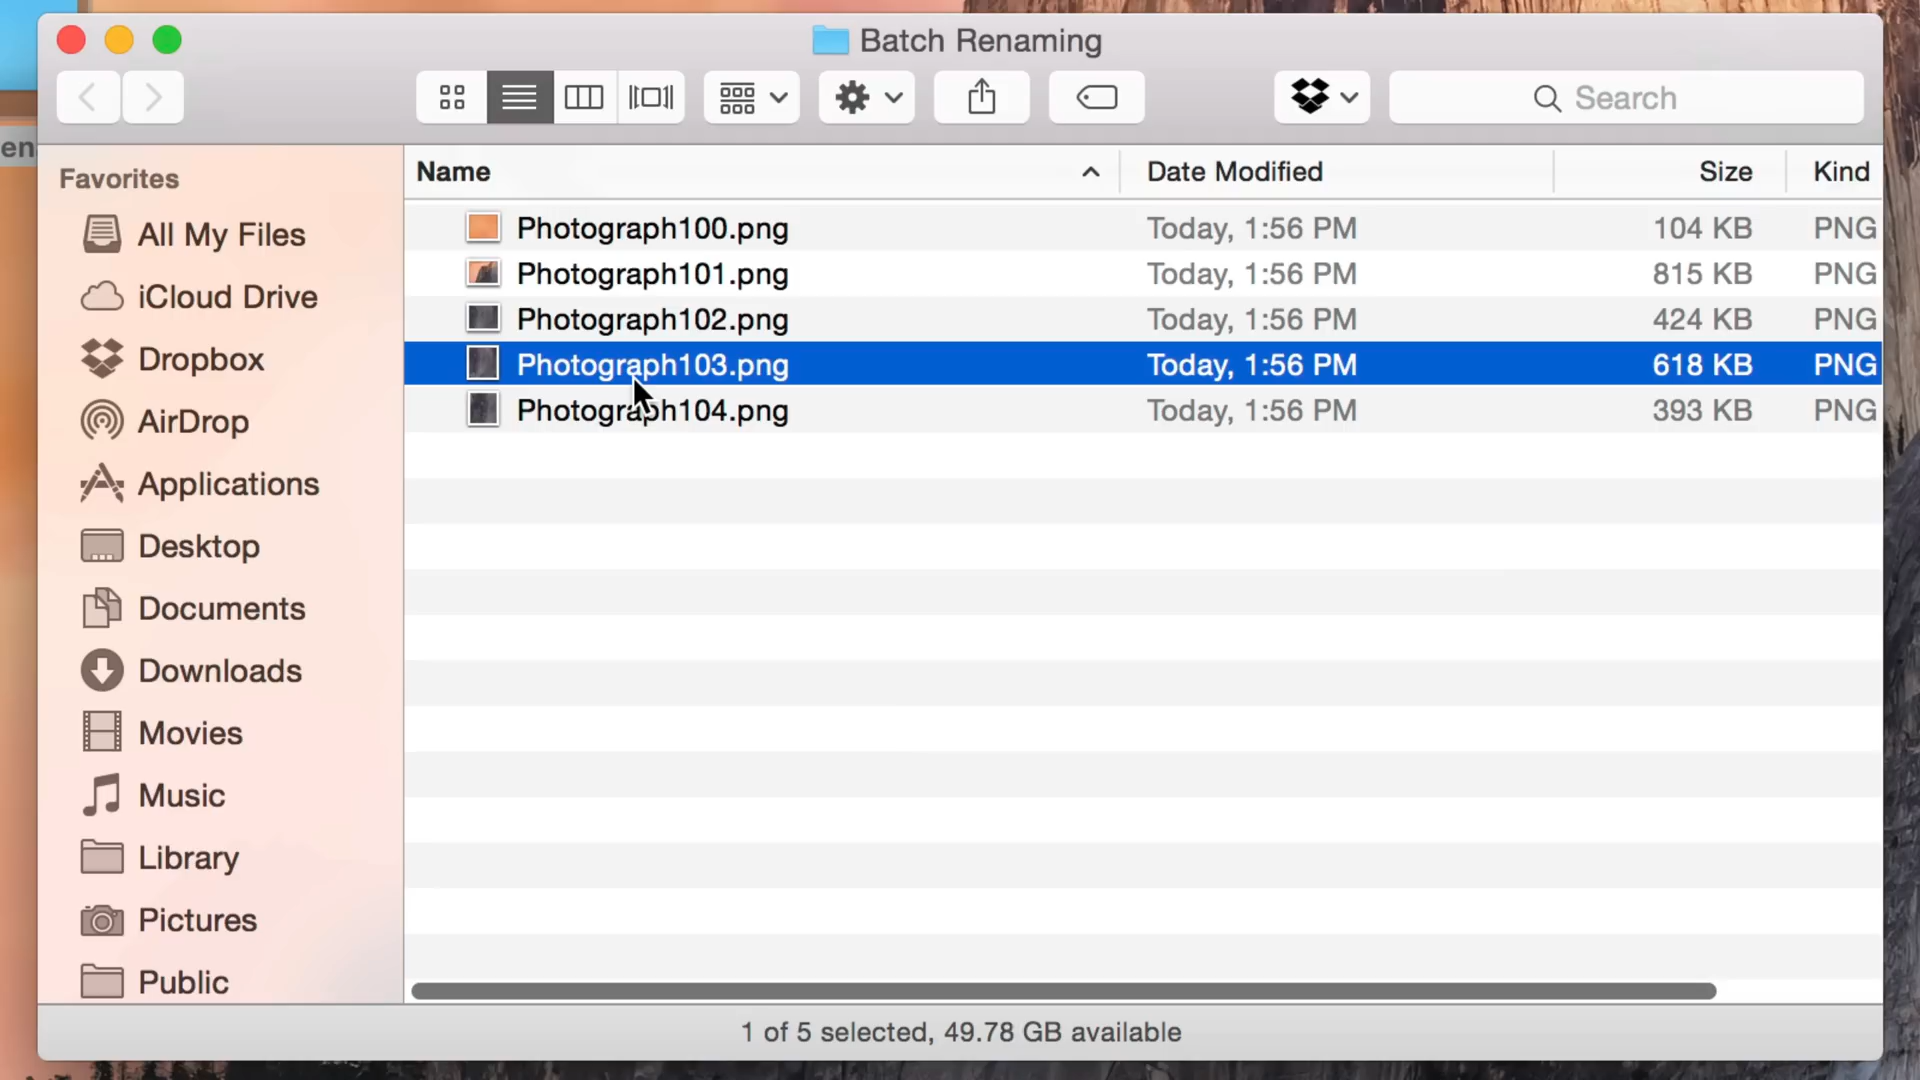 Batch Renaming
Search
en
Favorites
All My Files
iCloud Drive
Dropbox
AirDrop
Applications
Desktop
Documents
Downloads
Movies
Music
Library
Pictures
Public
Name Date Modified Size Kind
Photograph100.png Today, 1:56 PM 104 KB PNG
Photograph101.png Today, 1:56 PM 815 KB PNG
Photograph102.png Today, 1:56 PM 424 KB PNG
Photograph103.png Today, 1:56 PM 618 KB PNG
Photograph104.png Today, 1:56 PM 393 KB PNG
1 of 5 selected, 49.78 GB available